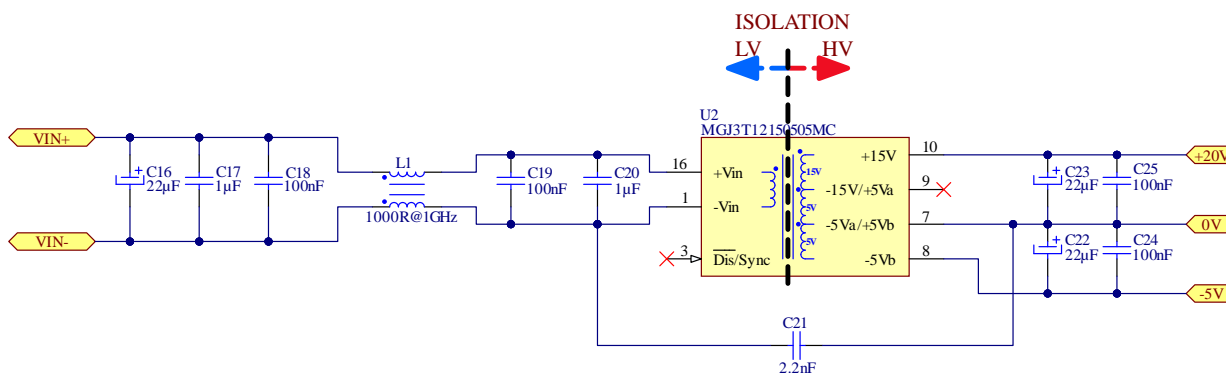 ISOLATION
LV HV
U2
MGJ3T12150505MC
VIN+
VIN-
C16
22µF
C17
1µF
C18
100nF
L1
1000R@1GHz
C19
100nF
C20
1µF
16
1
3
+Vin
-Vin
Dis/Sync
15V
5V
5V
+15V
-15V/+5Va
-5Va/+5Vb
-5Vb
10
9
7
8
C23
22µF
C25
100nF
C22
22µF
C24
100nF
+20V
0V
-5V
C21
2.2nF